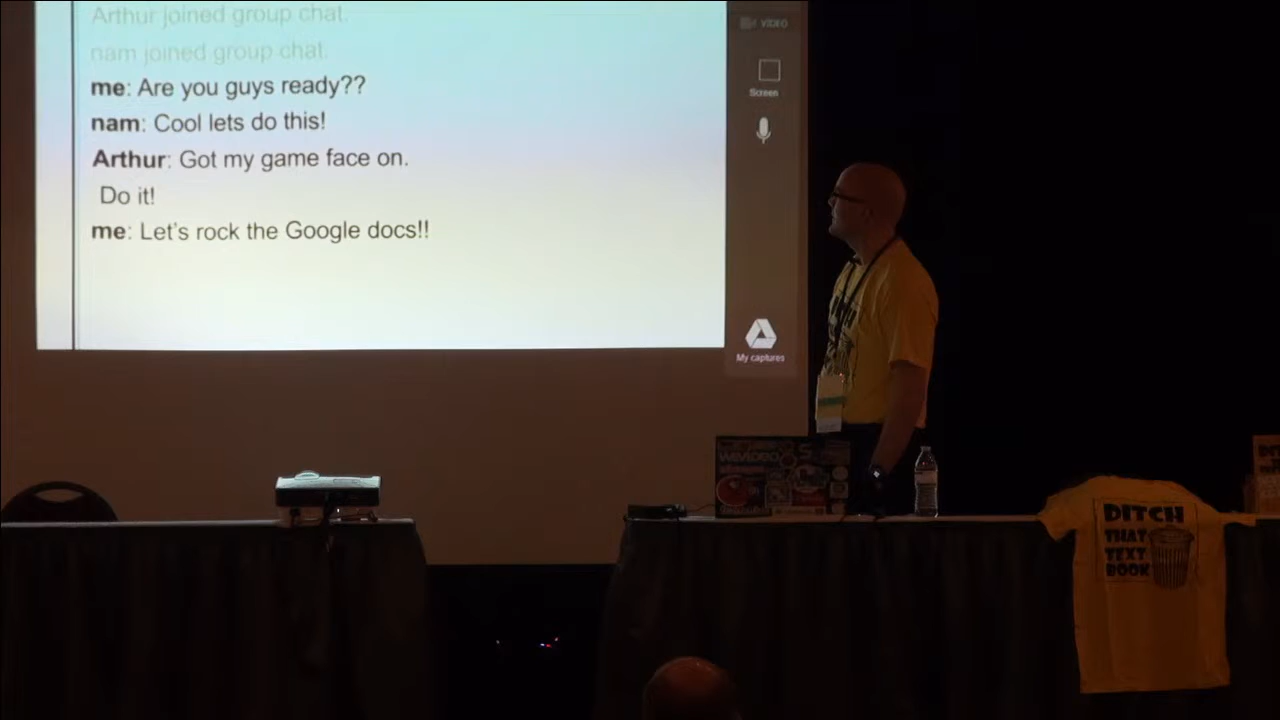 Arthur joined group chat.
nam joined group chat.
me: Are you guys ready??
nam: Cool lets do this!
Arthur: Got my game face on.
Do it!
me: Let's rock the Google docs!!
VIDEO
Screen
My captures
DITCH
THAT
TEXT
BOOK